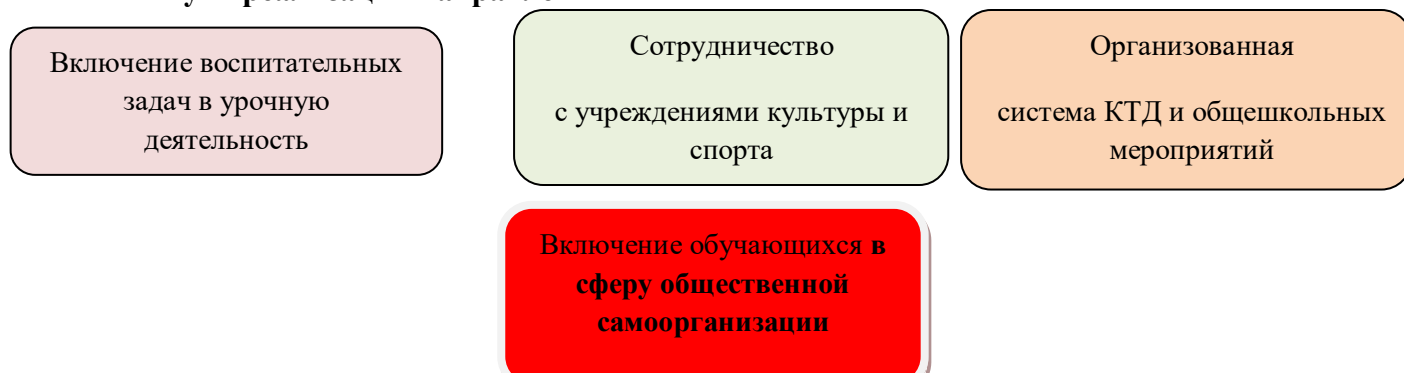 Включение воспитательных
задач в урочную
деятельность
Сотрудничество
с учреждениями культуры и
спорта
Организованная
система КТД и общешкольных
мероприятий
Включение обучающихся в
сферу общественной
самоорганизации